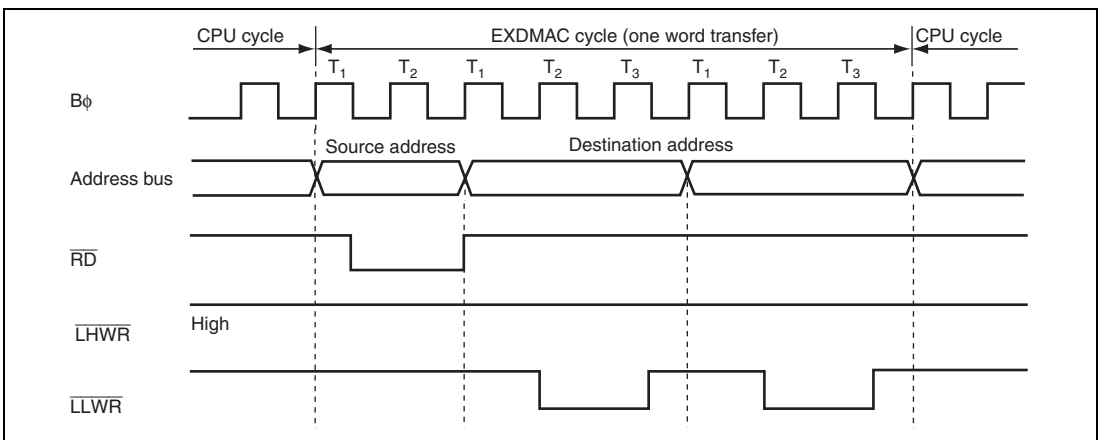 CPU cycle EXDMAC cycle (one word transfer) CPU cycle
T1 T2 T1 T2 T3 T1 T2 T3
Bϕ
Source address Destination address
Address bus
RD
High
LHWR
LLWR